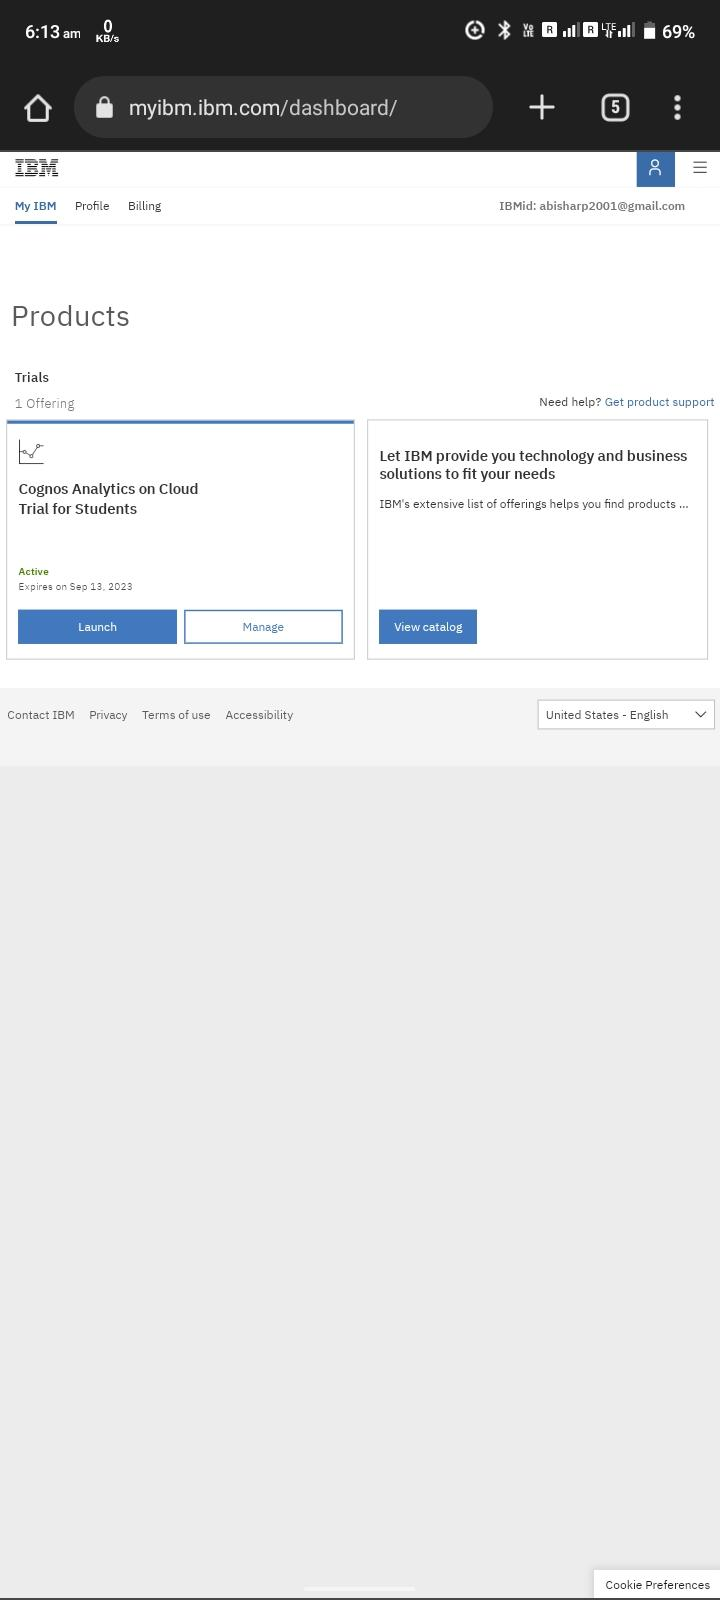 6:13 am 0 KB/s Vo LTE R R LTE 69%
myibm.ibm.com/dashboard/ 5
IBM
My IBM Profile Billing IBMid: abisharp2001@gmail.com
Products
Trials
1 Offering Need help? Get product support
Cognos Analytics on Cloud
Trial for Students
Active
Expires on Sep 13, 2023
Launch Manage
Let IBM provide you technology and business
solutions to fit your needs
IBM's extensive list of offerings helps you find products ...
View catalog
Contact IBM Privacy Terms of use Accessibility United States - English
Cookie Preferences